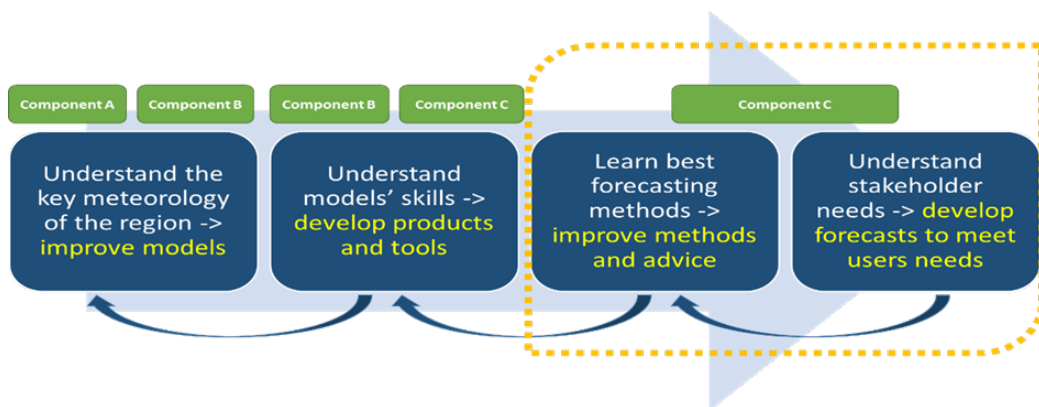 Component A
Component B
Component B
Component C
Component C
Understand the
key meteorology
of the region ->
improve models
Understand
models' skills ->
develop products
and tools
Learn best
forecasting
methods ->
improve methods
and advice
Understand
stakeholder
needs -> develop
forecasts to meet
users needs